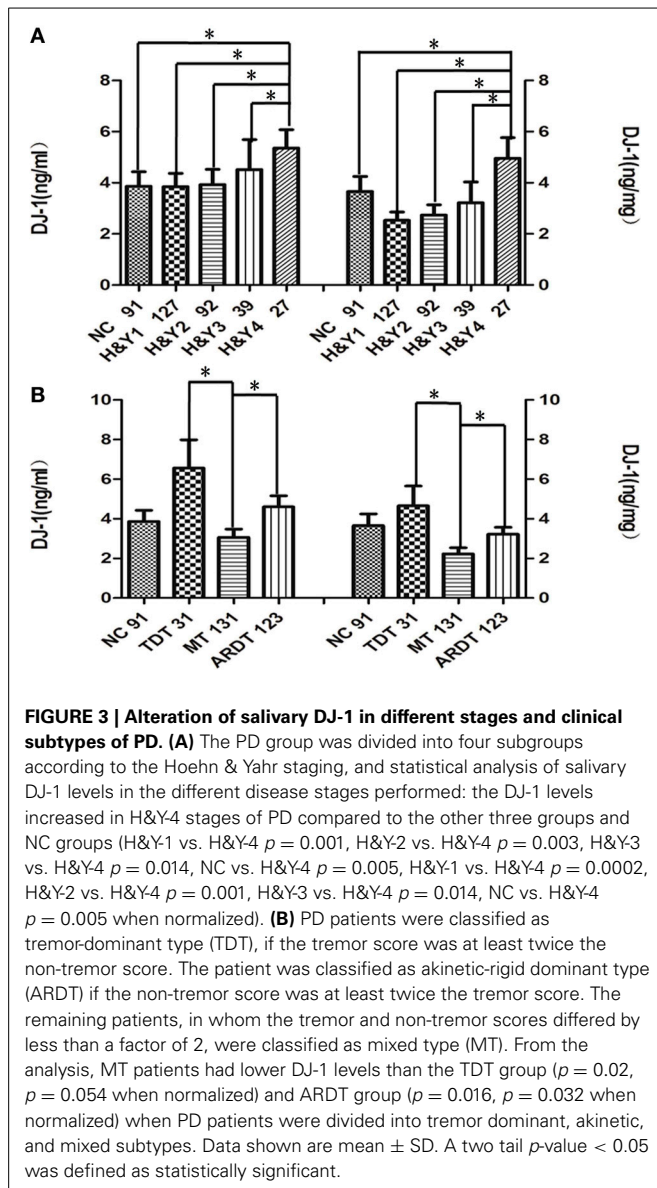 A
* *
* *
* *
* *
8 8
6 6
4 4
2 2
0 0
DJ-1(ng/ml)
DJ-1(ng/mg)
NC 91 H&Y1 127 H&Y2 92 H&Y3 39 H&Y4 27 NC 91 H&Y1 127 H&Y2 92 H&Y3 39 H&Y4 27
B
* * * *
10 10
8 8
6 6
4 4
2 2
0 0
DJ-1(ng/ml)
DJ-1(ng/mg)
NC 91 TDT 31 MT 131 ARDT 123 NC 91 TDT 31 MT 131 ARDT 123
FIGURE 3 | Alteration of salivary DJ-1 in different stages and clinical
subtypes of PD. (A) The PD group was divided into four subgroups
according to the Hoehn & Yahr staging, and statistical analysis of salivary
DJ-1 levels in the different disease stages performed: the DJ-1 levels
increased in H&Y-4 stages of PD compared to the other three groups and
NC groups (H&Y-1 vs. H&Y-4 p = 0.001, H&Y-2 vs. H&Y-4 p = 0.003, H&Y-3
vs. H&Y-4 p = 0.014, NC vs. H&Y-4 p = 0.005, H&Y-1 vs. H&Y-4 p = 0.0002,
H&Y-2 vs. H&Y-4 p = 0.001, H&Y-3 vs. H&Y-4 p = 0.014, NC vs. H&Y-4
p = 0.005 when normalized). (B) PD patients were classified as
tremor-dominant type (TDT), if the tremor score was at least twice the
non-tremor score. The patient was classified as akinetic-rigid dominant type
(ARDT) if the non-tremor score was at least twice the tremor score. The
remaining patients, in whom the tremor and non-tremor scores differed by
less than a factor of 2, were classified as mixed type (MT). From the
analysis, MT patients had lower DJ-1 levels than the TDT group (p = 0.02,
p = 0.054 when normalized) and ARDT group (p = 0.016, p = 0.032 when
normalized) when PD patients were divided into tremor dominant, akinetic,
and mixed subtypes. Data shown are mean ± SD. A two tail p-value < 0.05
was defined as statistically significant.